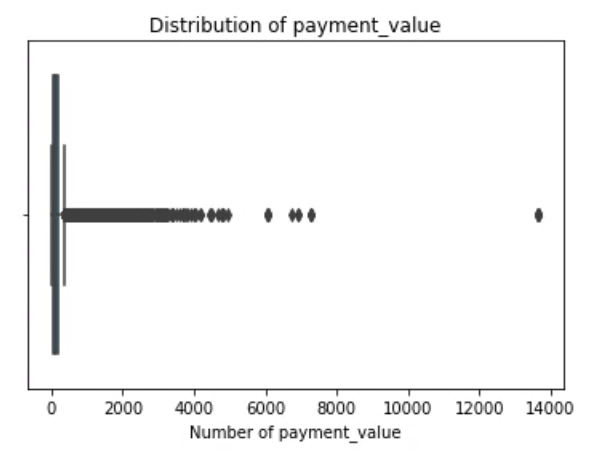 Distribution of payment_value
0 2000 4000 6000 8000 10000 12000 14000
Number of payment_value